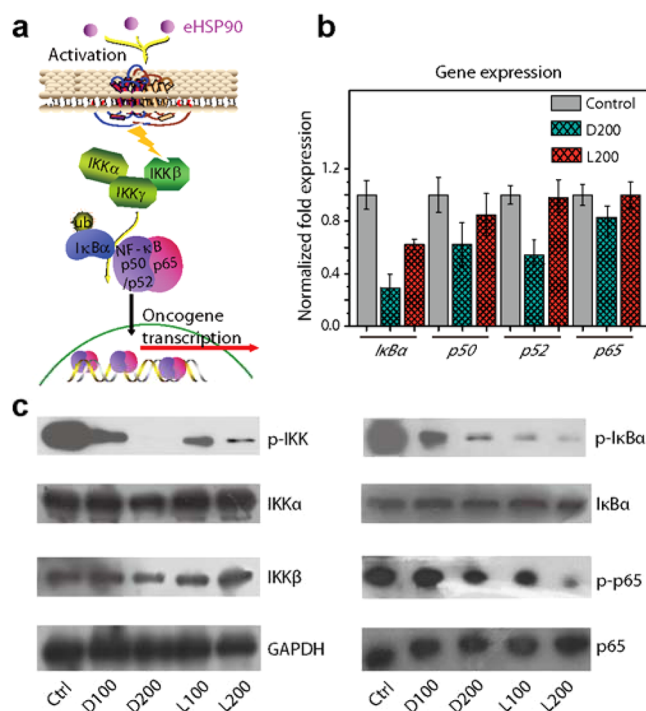 a
eHSP90
Activation
IKKα
IKKβ
IKKγ
ub
IκBα
NF-κB
p50
p65
/p52
Oncogene
transcription
b
Gene expression
Control
D200
L200
Normalized fold expression
1.2
0.8
0.4
0.0
IκBα
p50
p52
p65
c
p-IKK
IKKα
IKKβ
GAPDH
Ctrl
D100
D200
L100
L200
p-IκBα
IκBα
p-p65
p65
Ctrl
D100
D200
L100
L200